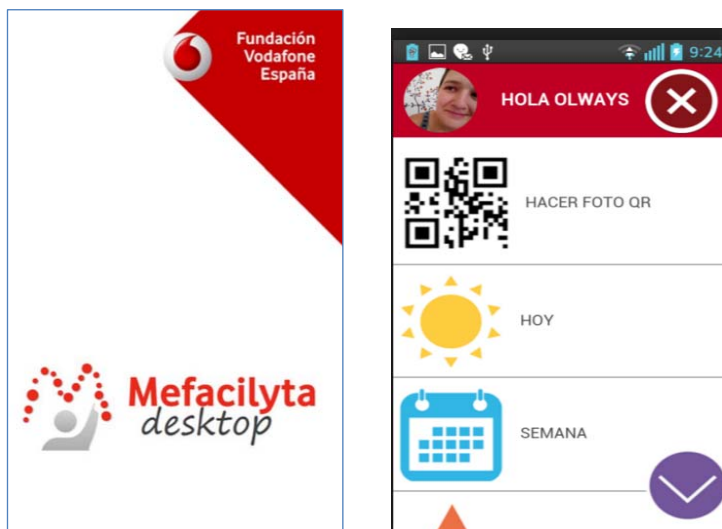 Fundación
Vodafone
España
Mefacilyta
desktop
9:24
HOLA OLWAYS
HACER FOTO QR
HOY
SEMANA